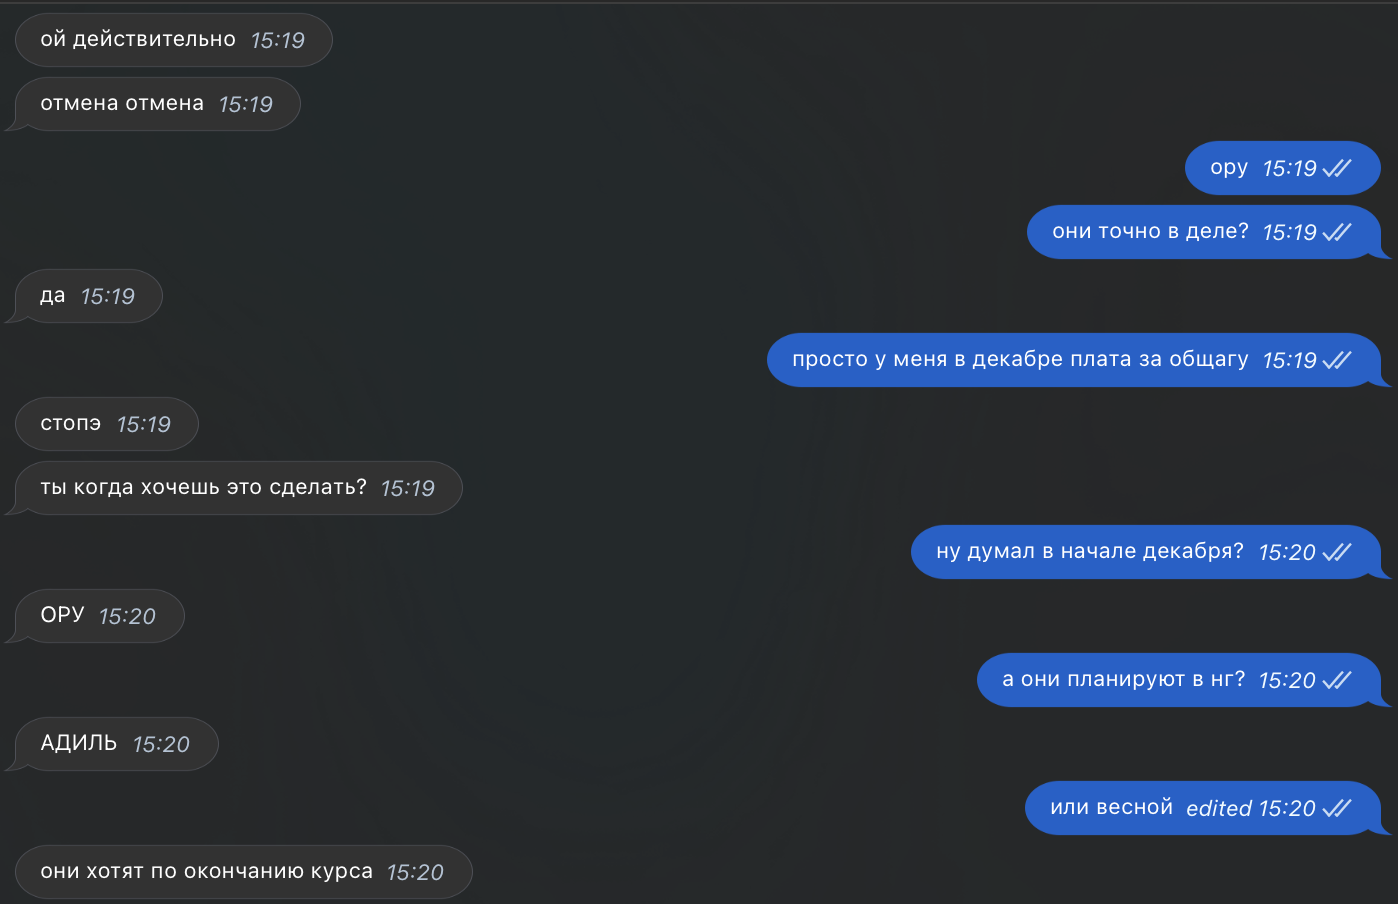 ой действительно 15:19
отмена отмена 15:19
ору 15:19
они точно в деле? 15:19
да 15:19
просто у меня в декабре плата за общагу 15:19
стопэ 15:19
ты когда хочешь это сделать? 15:19
ну думал в начале декабря? 15:20
ОРУ 15:20
а они планируют в нг? 15:20
АДИЛЬ 15:20
или весной edited 15:20
они хотят по окончанию курса 15:20